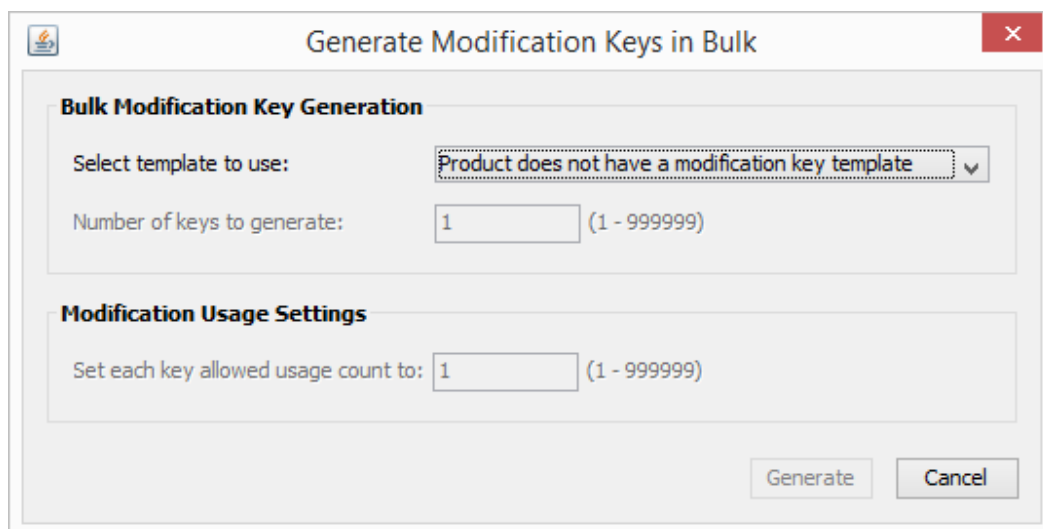 Generate Modification Keys in Bulk
Bulk Modification Key Generation
Select template to use: Product does not have a modification key template
Number of keys to generate: 1 (1 - 999999)
Modification Usage Settings
Set each key allowed usage count to: 1 (1 - 999999)
Generate Cancel